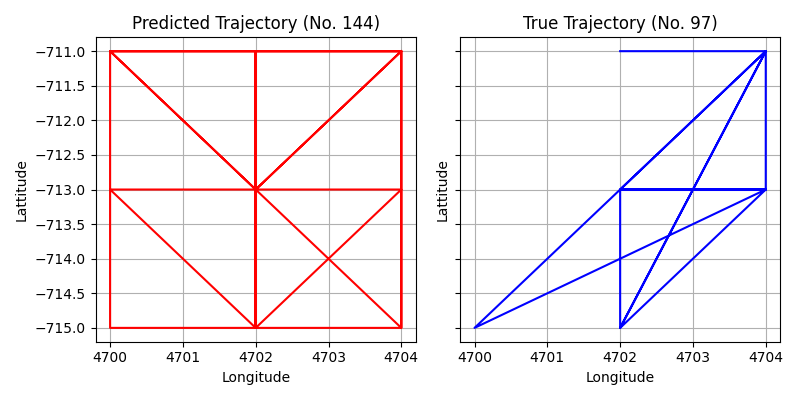 Predicted Trajectory (No. 144)
True Trajectory (No. 97)
−711.0
−711.5
−712.0
−712.5
−713.0
−713.5
−714.0
−714.5
−715.0
Lattitude
Lattitude
4700 4701 4702 4703 4704
4700 4701 4702 4703 4704
Longitude
Longitude